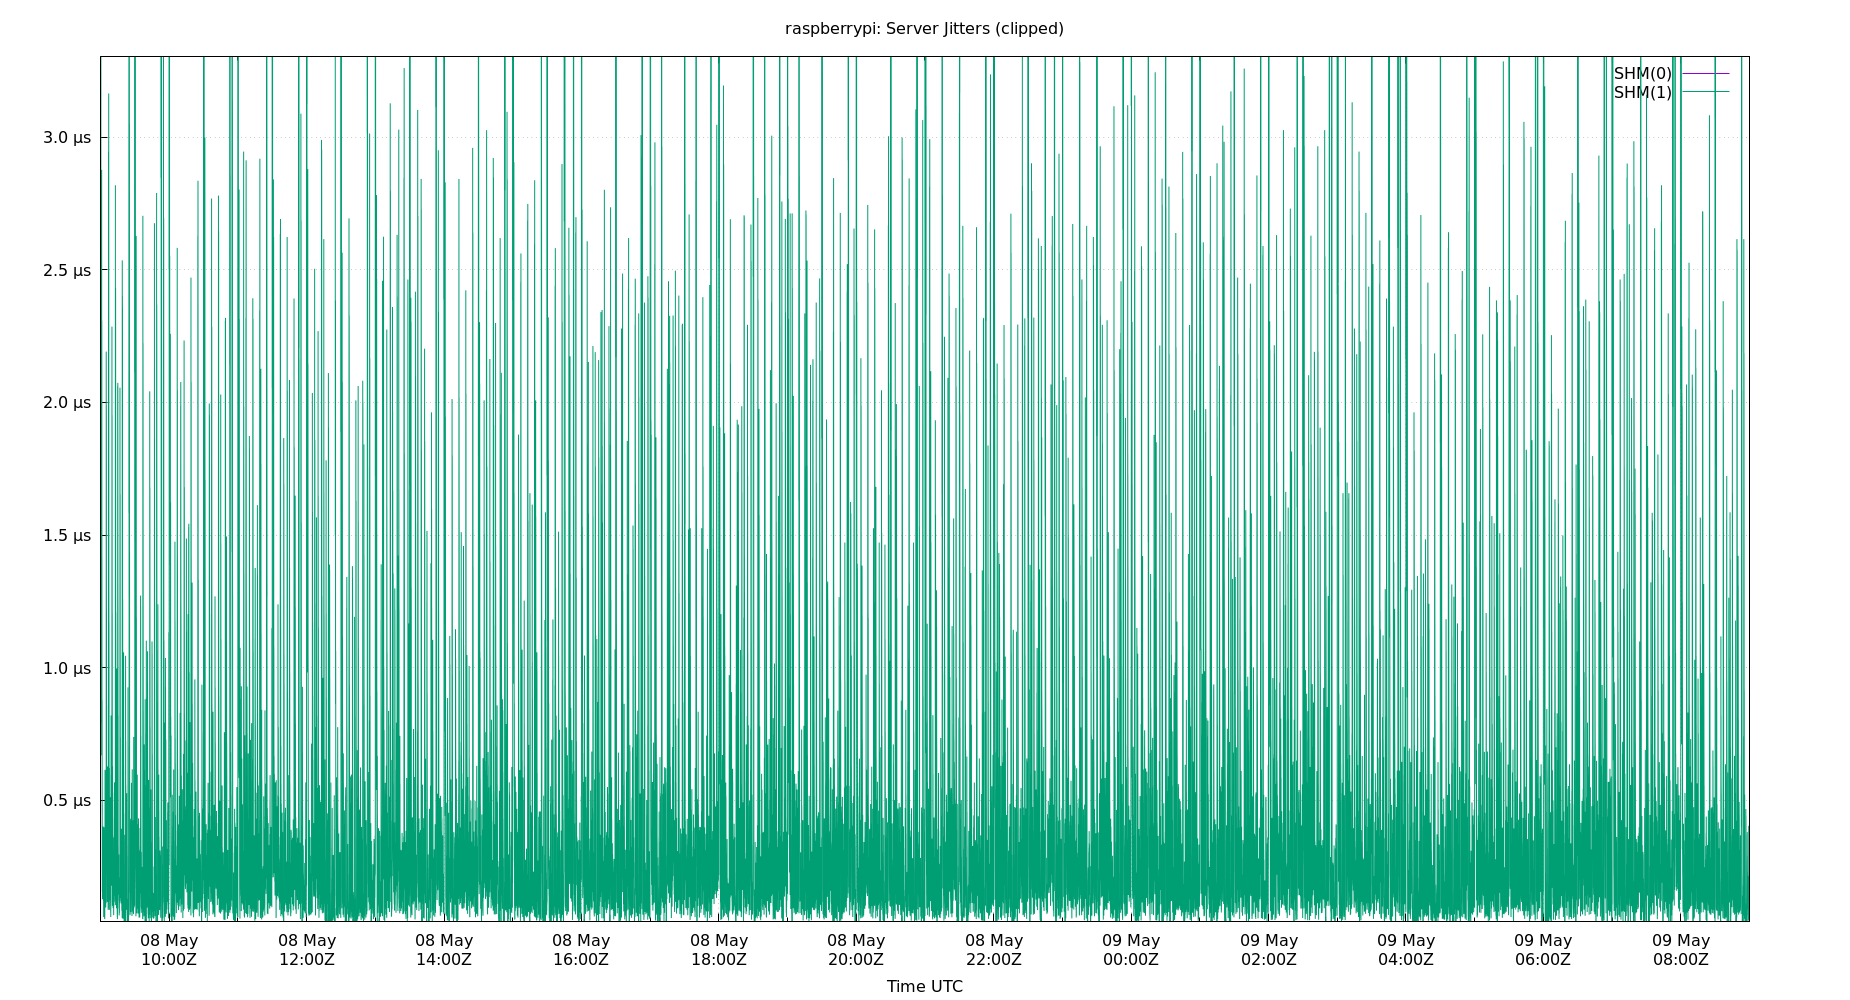 raspberrypi: Server Jitters (clipped)
SHM(0)
SHM(1)
3.0 µs
2.5 µs
2.0 µs
1.5 µs
1.0 µs
0.5 µs
08 May 08 May 08 May 08 May 08 May 08 May 08 May 09 May 09 May 09 May 09 May 09 May
10:00Z 12:00Z 14:00Z 16:00Z 18:00Z 20:00Z 22:00Z 00:00Z 02:00Z 04:00Z 06:00Z 08:00Z
Time UTC